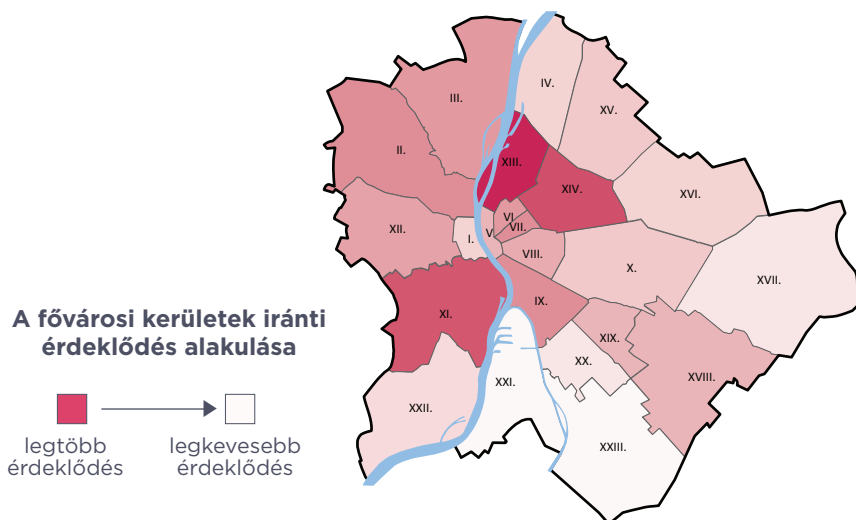 III.
IV.
XV.
II.
XIII.
XIV.
XVI.
XII.
I.
V.
VI.
VII.
VIII.
X.
XVII.
XI.
IX.
XIX.
XX.
XVIII.
XXI.
XXII.
XXIII.
A fővárosi kerületek iránti
érdeklődés alakulása
legtöbb
érdeklődés
legkevesebb
érdeklődés